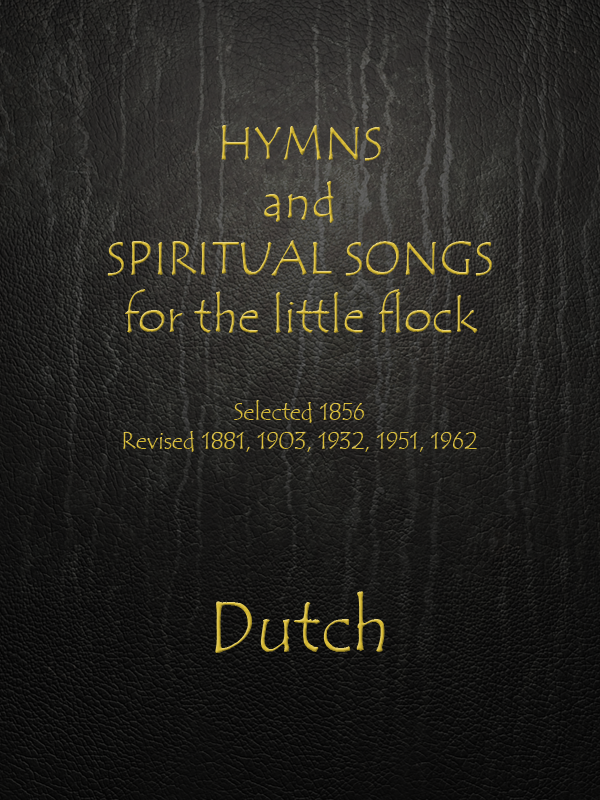 HYMNS
and
SPIRITUAL SONGS
for the little flock
Selected 1856
Revised 1881, 1903, 1932, 1951, 1962
Dutch